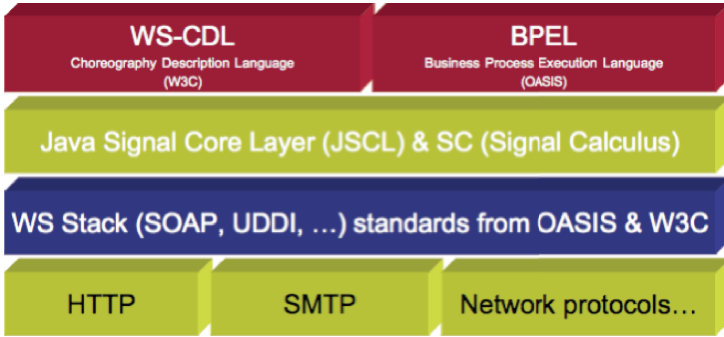 WS-CDL
Choreography Description Language
(W3C)
BPEL
Business Process Execution Language
(OASIS)
Java Signal Core Layer (JSCL) & SC (Signal Calculus)
WS Stack (SOAP, UDDI, …) standards from OASIS & W3C
HTTP
SMTP
Network protocols…